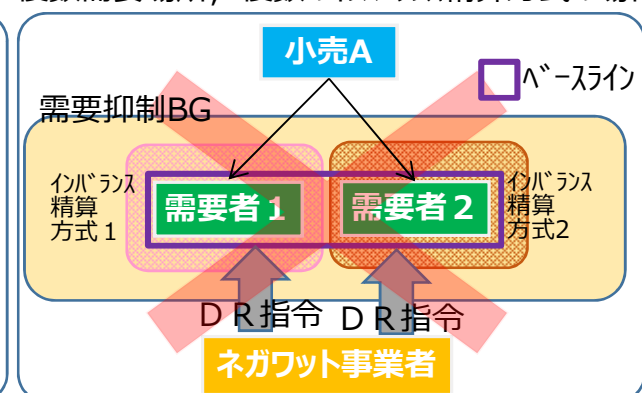 小売A
ﾍﾞｰｽﾗｲﾝ
需要抑制BG
ｲﾝﾊﾞﾗﾝｽ
精算
方式１
需要者１
需要者２
ｲﾝﾊﾞﾗﾝｽ
精算
方式2
ＤＲ指令
ＤＲ指令
ネガワット事業者